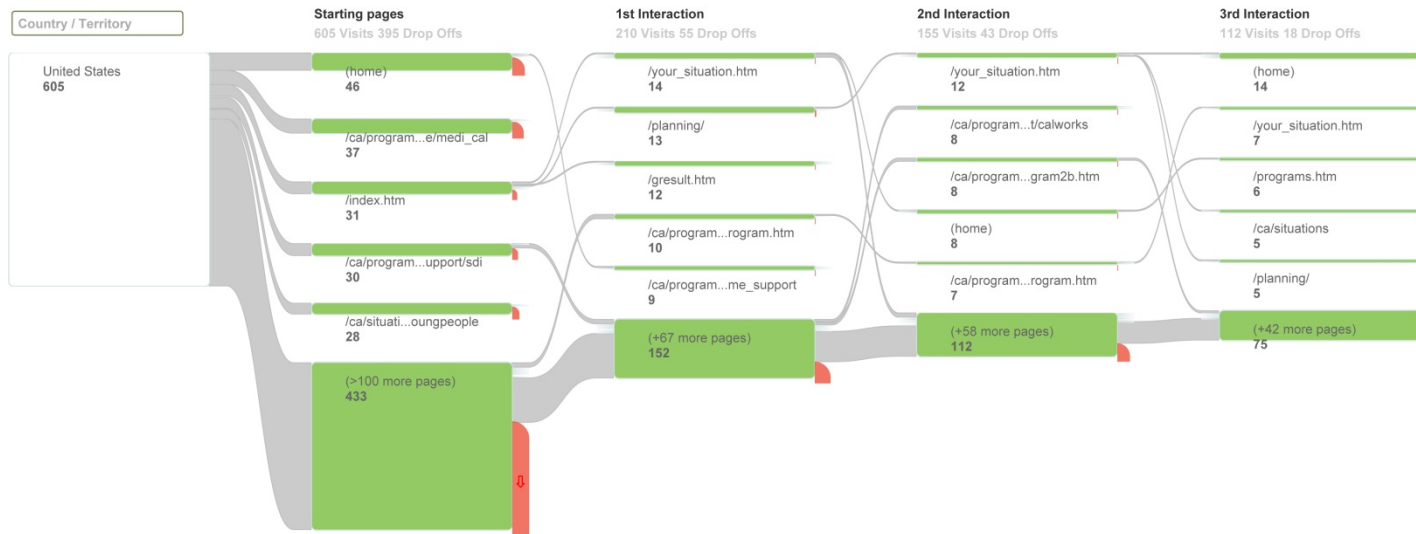 Country / Territory
United States
605
Starting pages
605 Visits 395 Drop Offs
(home)
46
/ca/program...e/medi_cal
37
/index.htm
31
/ca/program...upport/sdi
30
/ca/situati...oungpeople
28
(>100 more pages)
433
1st Interaction
210 Visits 55 Drop Offs
/your_situation.htm
14
/planning/
13
/gresult.htm
12
/ca/program...rogram.htm
10
/ca/program...me_support
9
(+67 more pages)
152
2nd Interaction
155 Visits 43 Drop Offs
/your_situation.htm
12
/ca/program...t/calworks
8
/ca/program...gram2b.htm
8
(home)
8
/ca/program...rogram.htm
7
(+58 more pages)
112
3rd Interaction
112 Visits 18 Drop Offs
(home)
14
/your_situation.htm
7
/programs.htm
6
/ca/situations
5
/planning/
5
(+42 more pages)
75